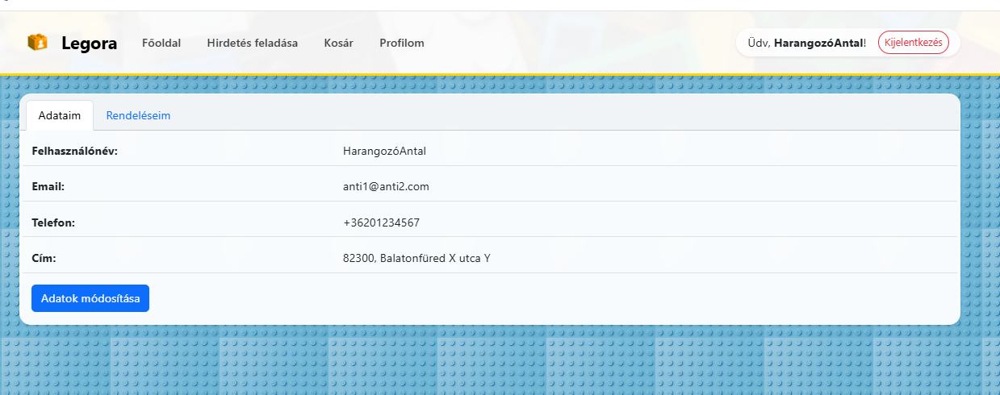 Legora Főoldal Hirdetés feladása Kosár Profilom Üdv, HarangozóAntal! Kijelentkezés
Adataim Rendeléseim
Felhasználónév: HarangozóAntal
Email: anti1@anti2.com
Telefon: +36201234567
Cím: 82300, Balatonfüred X utca Y
Adatok módosítása